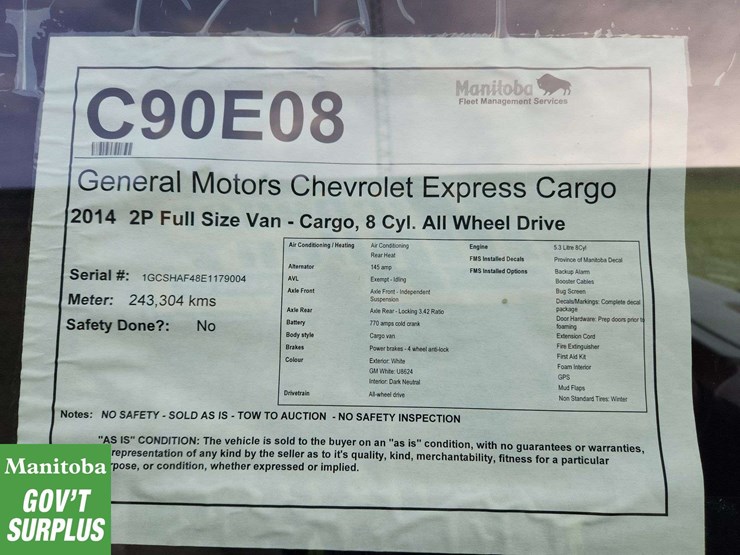 Manitoba
Fleet Management Services
C90E08
General Motors Chevrolet Express Cargo
2014 2P Full Size Van - Cargo, 8 Cyl. All Wheel Drive
Serial #: 1GCSHAF48E1179004
Meter: 243,304 kms
Safety Done?: No
Air Conditioning / Heating Air Conditioning
Rear Heat
Alternator 145 amp
AVL Exempt - Idling
Axle Front Axle Front - Independent
Suspension
Axle Rear Axle Rear - Locking 3.42 Ratio
Battery 770 amps cold crank
Body style Cargo van
Brakes Power brakes - 4 wheel anti-lock
Colour Exterior: White
GM White: U8624
Interior: Dark Neutral
Drivetrain All-wheel drive
Engine 5.3 Litre 8Cyl
FMS Installed Decals Province of Manitoba Decal
FMS Installed Options Backup Alarm
Booster Cables
Bug Screen
Decals/Markings: Complete decal
package
Door Hardware: Prep doors prior to
foaming
Extension Cord
Fire Extinguisher
First Aid Kit
Foam Interior
GPS
Mud Flaps
Non Standard Tires: Winter
Notes: NO SAFETY - SOLD AS IS - TOW TO AUCTION - NO SAFETY INSPECTION
"AS IS" CONDITION: The vehicle is sold to the buyer on an "as is" condition, with no guarantees or warranties,
representation of any kind by the seller as to it's quality, kind, merchantability, fitness for a particular
rpose, or condition, whether expressed or implied.
Manitoba
GOV'T
SURPLUS